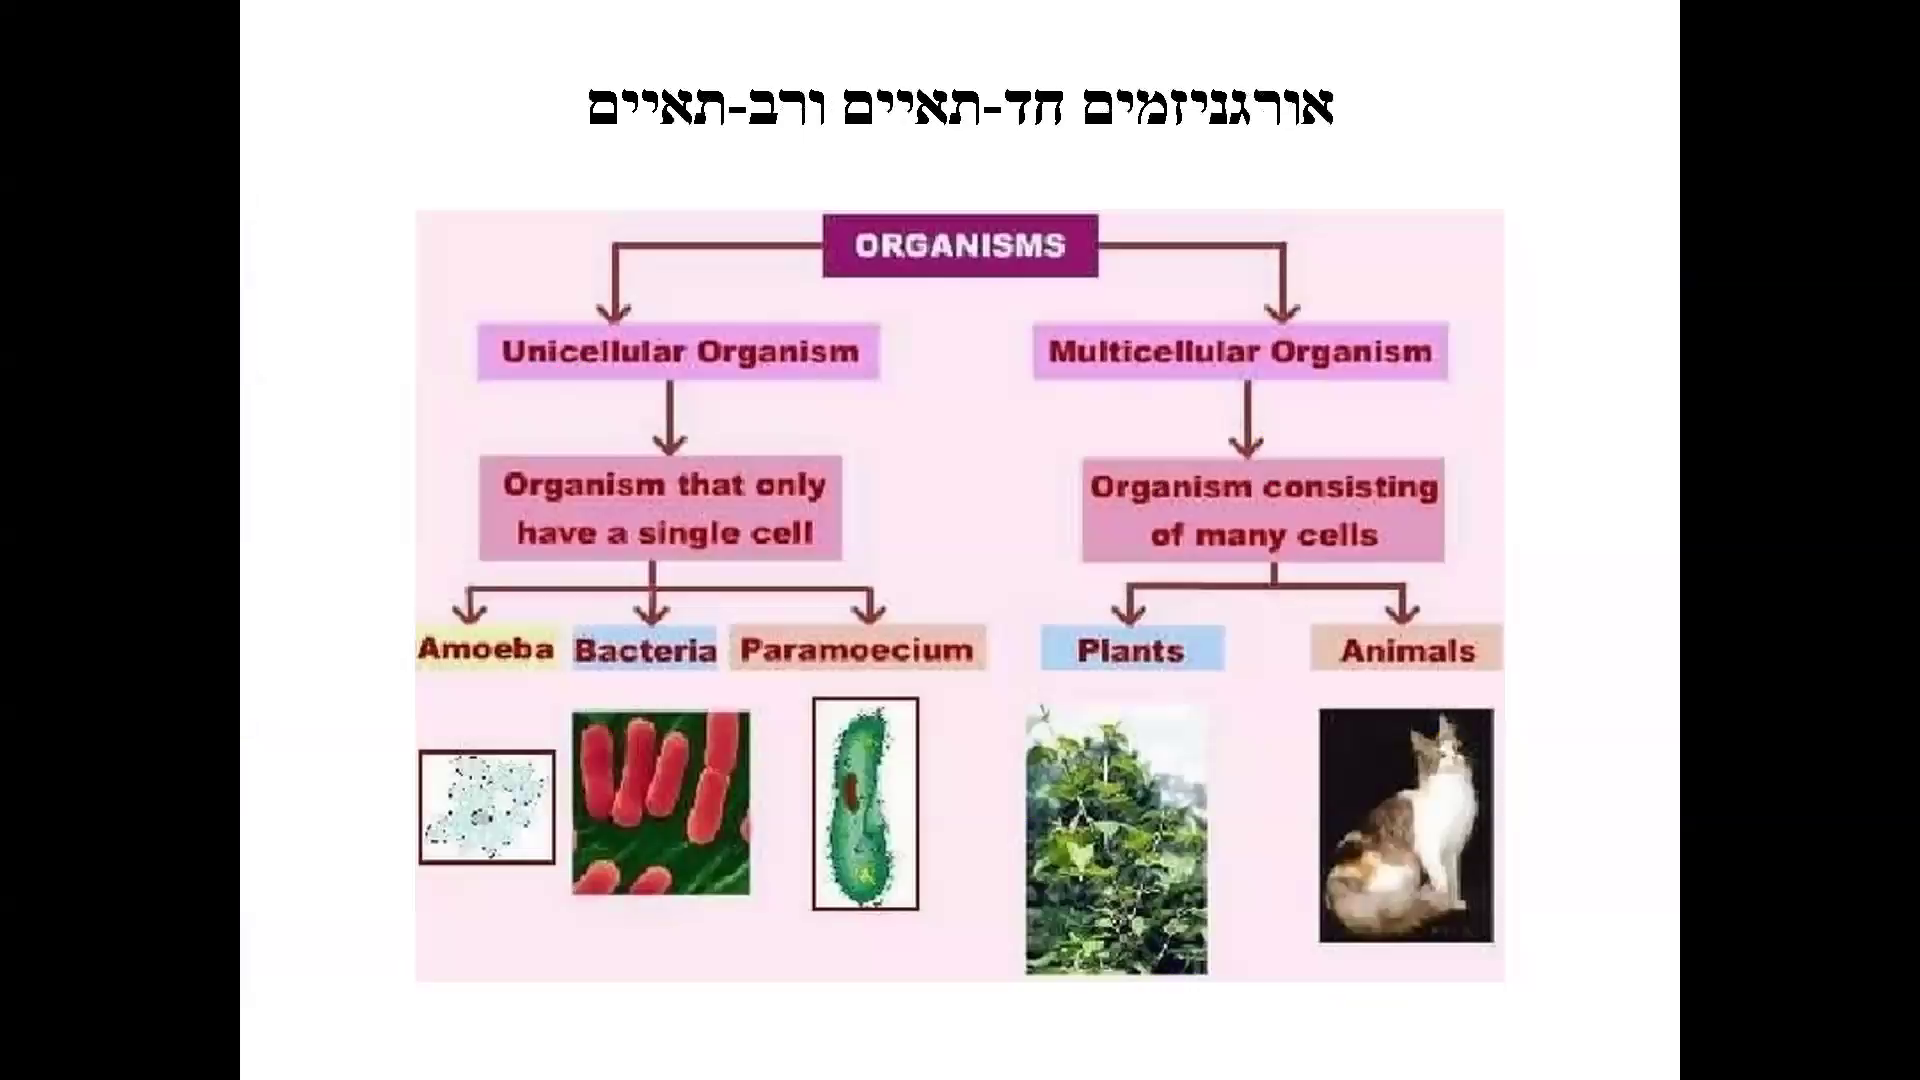 אורגניזמים חד-תאיים ורב-תאיים
ORGANISMS
Unicellular Organism
Multicellular Organism
Organism that only
have a single cell
Organism consisting
of many cells
Amoeba
Bacteria
Paramoecium
Plants
Animals